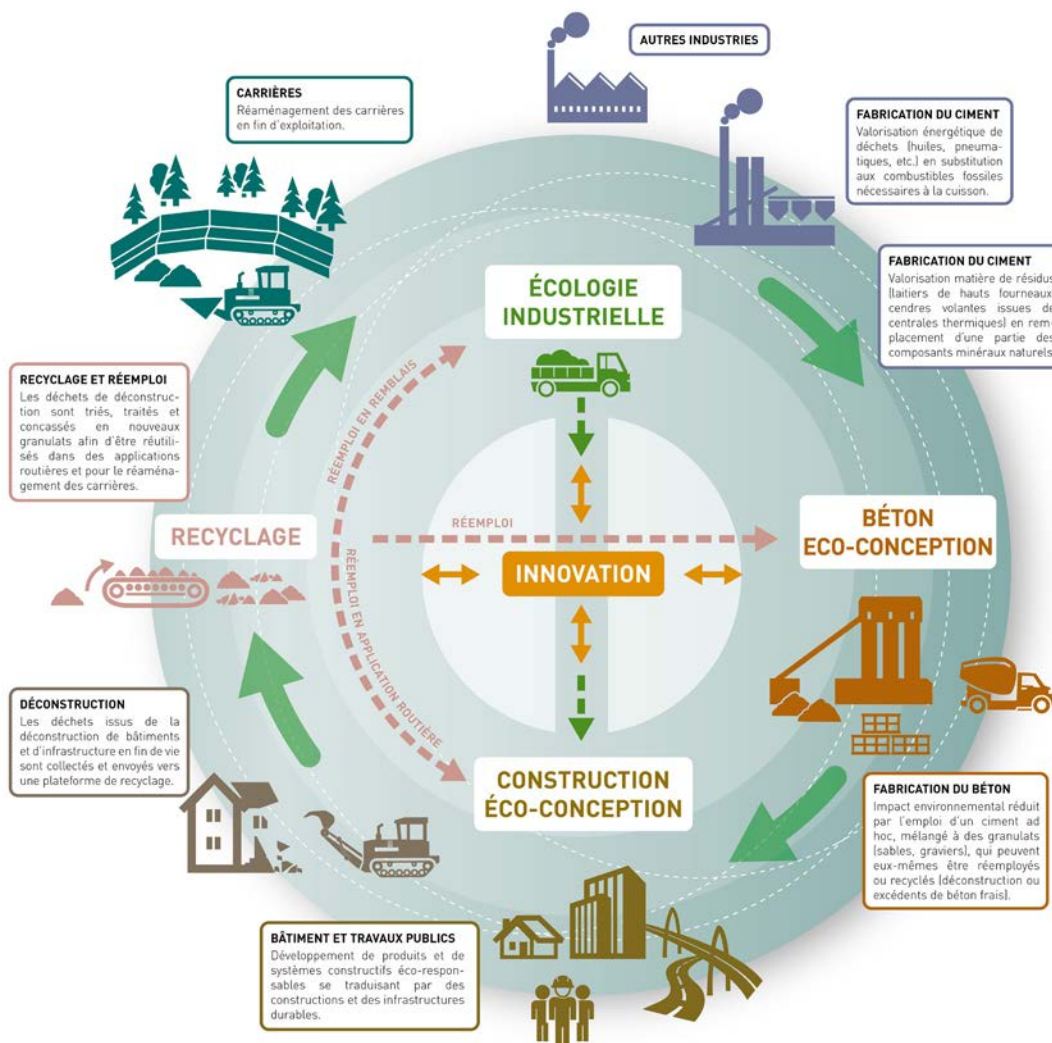 AUTRES INDUSTRIES
CARRIÈRES
Réaménagement des carrières
en fin d'exploitation.
FABRICATION DU CIMENT
Valorisation énergétique de
déchets (huiles, pneuma-
tiques, etc.) en substitution
aux combustibles fossiles
nécessaires à la cuisson.
FABRICATION DU CIMENT
Valorisation matière de résidus
(laitiers de hauts fourneaux
cendres volantes issues de
centrales thermiques) en rem-
placement d'une partie des
composants minéraux naturels
ÉCOLOGIE
INDUSTRIELLE
RECYCLAGE ET RÉEMPLOI
Les déchets de déconstruc-
tion sont triés, traités et
concassés en nouveaux
granulats afin d'être réutili-
sés dans des applications
routières et pour le réaména-
gement des carrières.
RÉEMPLOI EN REMBLAIS
RECYCLAGE
RÉEMPLOI
BÉTON
ECO-CONCEPTION
INNOVATION
RÉEMPLOI EN APPLICATION ROUTIÈRE
DÉCONSTRUCTION
Les déchets issus de la
déconstruction de bâtiments
et d'infrastructure en fin de vie
sont collectés et envoyés vers
une plateforme de recyclage.
CONSTRUCTION
ÉCO-CONCEPTION
FABRICATION DU BÉTON
Impact environnemental réduit
par l'emploi d'un ciment ad
hoc, mélangé à des granulats
(sables, graviers), qui peuvent
eux-mêmes être réemployés
ou recyclés (déconstruction ou
excédents de béton frais).
BÂTIMENT ET TRAVAUX PUBLICS
Développement de produits et de
systèmes constructifs éco-respon-
sables se traduisant par des
constructions et des infrastructures
durables.